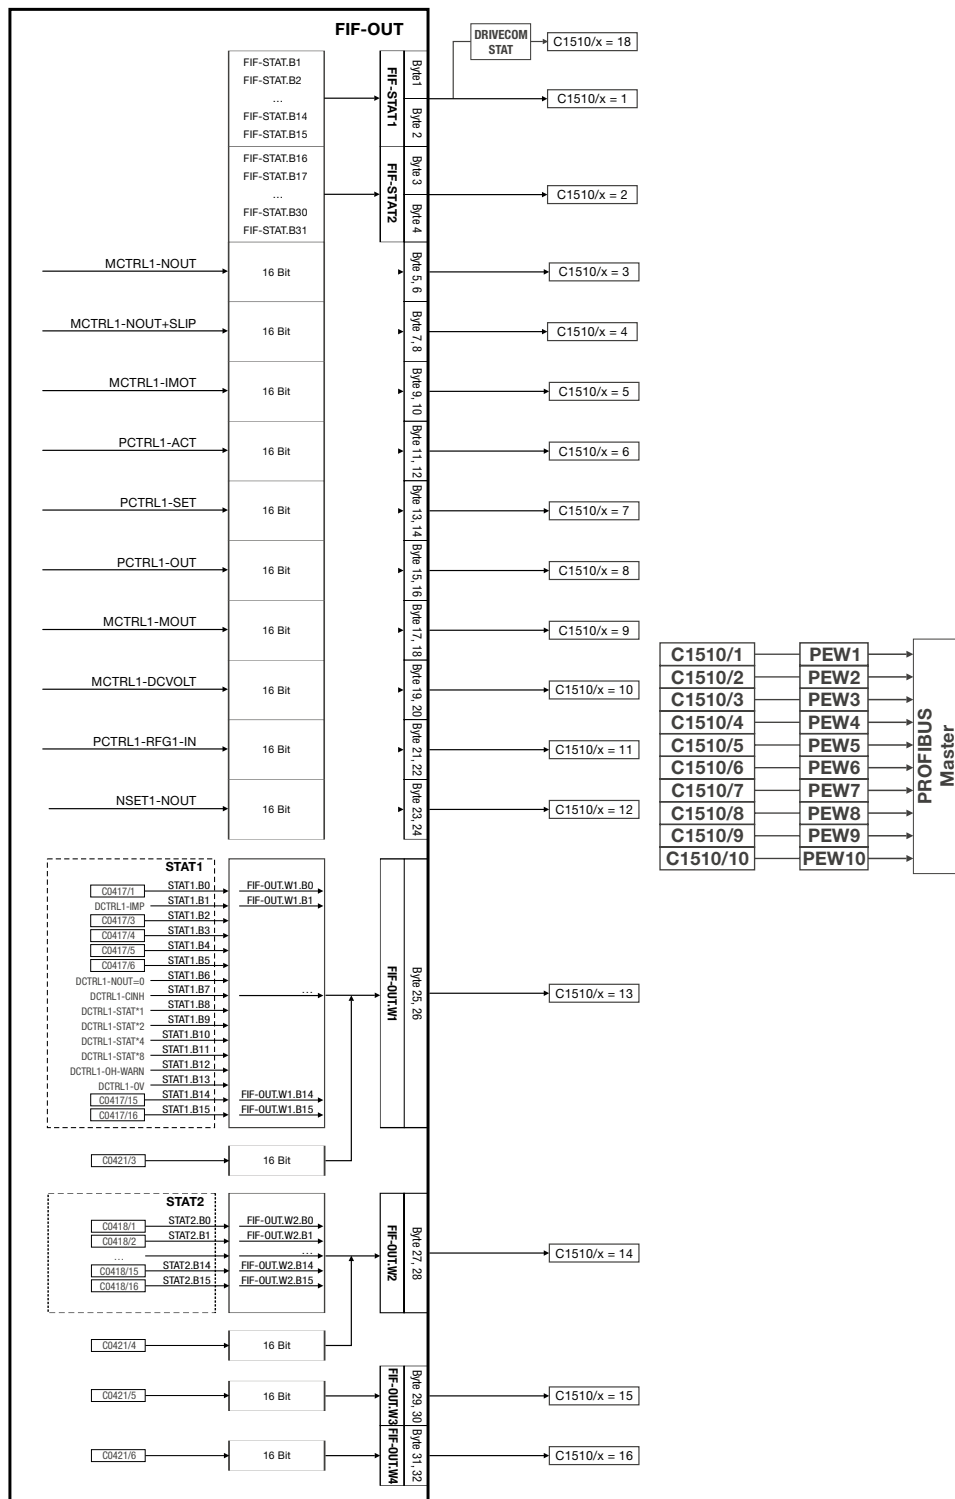 FIF-OUT
DRIVECOM
STAT
C1510/x = 18
FIF-STAT.B1
FIF-STAT.B2
...
FIF-STAT.B14
FIF-STAT.B15
FIF-STAT1
Byte1
Byte 2
C1510/x = 1
FIF-STAT.B16
FIF-STAT.B17
...
FIF-STAT.B30
FIF-STAT.B31
FIF-STAT2
Byte 3
Byte 4
C1510/x = 2
MCTRL1-NOUT
16 Bit
Byte 5, 6
C1510/x = 3
MCTRL1-NOUT+SLIP
16 Bit
Byte 7, 8
C1510/x = 4
MCTRL1-IMOT
16 Bit
Byte 9, 10
C1510/x = 5
PCTRL1-ACT
16 Bit
Byte 11, 12
C1510/x = 6
PCTRL1-SET
16 Bit
Byte 13, 14
C1510/x = 7
PCTRL1-OUT
16 Bit
Byte 15, 16
C1510/x = 8
MCTRL1-MOUT
16 Bit
Byte 17, 18
C1510/x = 9
MCTRL1-DCVOLT
16 Bit
Byte 19, 20
C1510/x = 10
PCTRL1-RFG1-IN
16 Bit
Byte 21, 22
C1510/x = 11
NSET1-NOUT
16 Bit
Byte 23, 24
C1510/x = 12
C1510/1 PEW1
C1510/2 PEW2
C1510/3 PEW3
C1510/4 PEW4
C1510/5 PEW5
C1510/6 PEW6
C1510/7 PEW7
C1510/8 PEW8
C1510/9 PEW9
C1510/10 PEW10
PROFIBUS
Master
STAT1
C0417/1 STAT1.B0 FIF-OUT.W1.B0
DCTRL1-IMP STAT1.B1 FIF-OUT.W1.B1
C0417/3 STAT1.B2
C0417/4 STAT1.B3
C0417/5 STAT1.B4
C0417/6 STAT1.B5
DCTRL1-NOUT=0 STAT1.B6
DCTRL1-CINH STAT1.B7 ...
DCTRL1-STAT*1 STAT1.B8
DCTRL1-STAT*2 STAT1.B9
DCTRL1-STAT*4 STAT1.B10
DCTRL1-STAT*8 STAT1.B11
DCTRL1-OH-WARN STAT1.B12
DCTRL1-OV STAT1.B13
C0417/15 STAT1.B14 FIF-OUT.W1.B14
C0417/16 STAT1.B15 FIF-OUT.W1.B15
FIF-OUT.W1
Byte 25, 26
C1510/x = 13
C0421/3
16 Bit
STAT2
C0418/1 STAT2.B0 FIF-OUT.W2.B0
C0418/2 STAT2.B1 FIF-OUT.W2.B1
... ...
C0418/15 STAT2.B14 FIF-OUT.W2.B14
C0418/16 STAT2.B15 FIF-OUT.W2.B15
FIF-OUT.W2
Byte 27, 28
C1510/x = 14
C0421/4
16 Bit
C0421/5
16 Bit
FIF-OUT.W3
Byte 29, 30
C1510/x = 15
C0421/6
16 Bit
FIF-OUT.W4
Byte 31, 32
C1510/x = 16